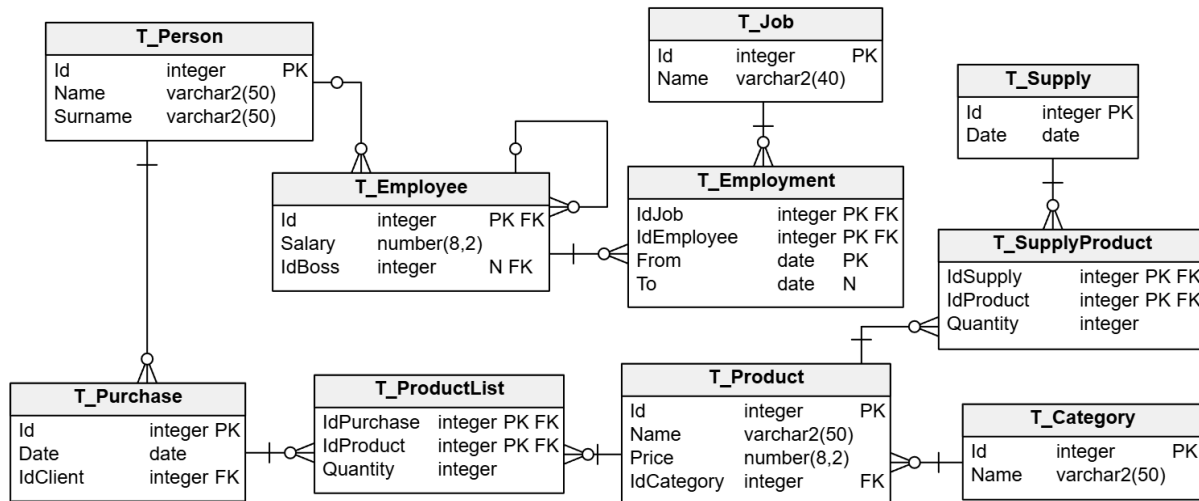 T_Person
Id integer PK
Name varchar2(50)
Surname varchar2(50)
T_Job
Id integer PK
Name varchar2(40)
T_Supply
Id integer PK
Date date
T_Employee
Id integer PK FK
Salary number(8,2)
IdBoss integer N FK
T_Employment
IdJob integer PK FK
IdEmployee integer PK FK
From date PK
To date N
T_SupplyProduct
IdSupply integer PK FK
IdProduct integer PK FK
Quantity integer
T_Purchase
Id integer PK
Date date
IdClient integer FK
T_ProductList
IdPurchase integer PK FK
IdProduct integer PK FK
Quantity integer
T_Product
Id integer PK
Name varchar2(50)
Price number(8,2)
IdCategory integer FK
T_Category
Id integer PK
Name varchar2(50)